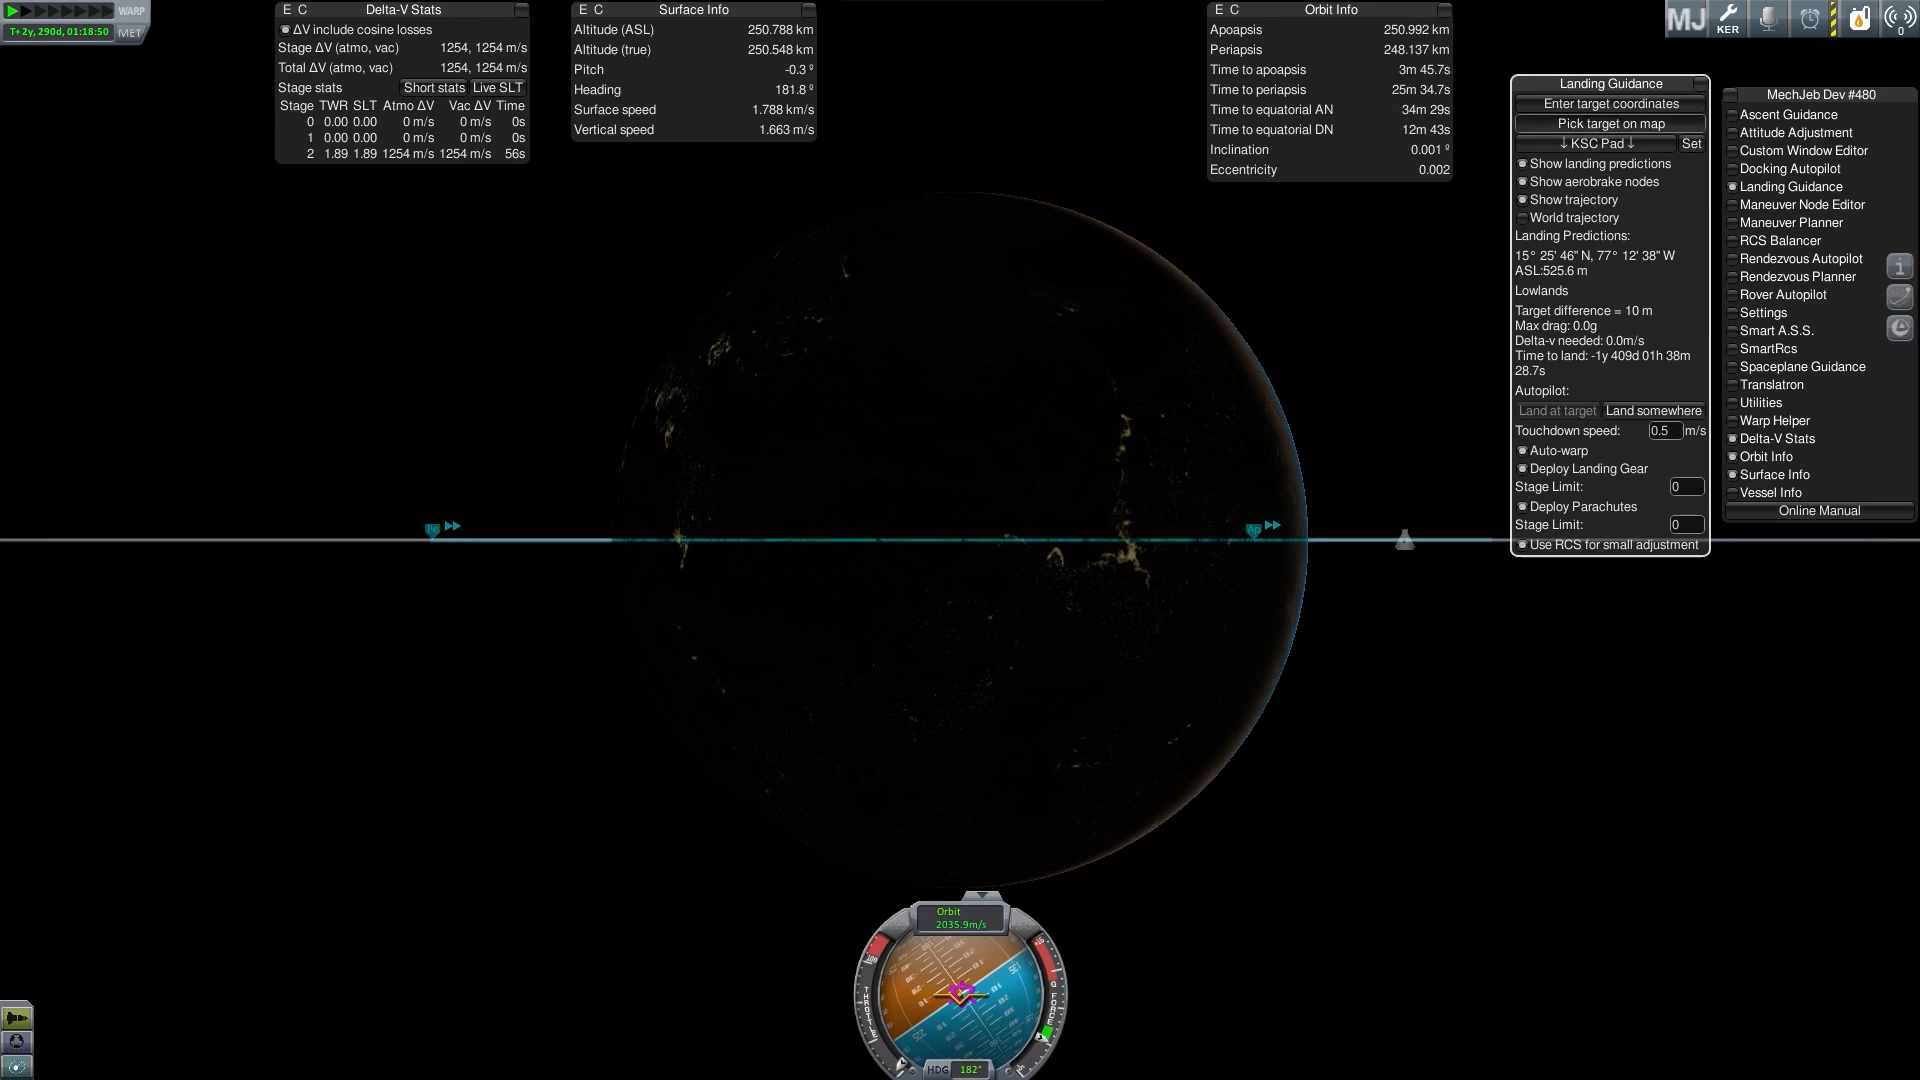 WARP
T+2y, 290d, 01:18:50
MET
E C Delta-V Stats
ΔV include cosine losses
Stage ΔV (atmo, vac) 1254, 1254 m/s
Total ΔV (atmo, vac) 1254, 1254 m/s
Stage stats Short stats Live SLT
Stage TWR SLT Atmo ΔV Vac ΔV Time
0 0.00 0.00 0 m/s 0 m/s 0s
1 0.00 0.00 0 m/s 0 m/s 0s
2 1.89 1.89 1254 m/s 1254 m/s 56s
E C Surface Info
Altitude (ASL) 250.788 km
Altitude (true) 250.548 km
Pitch -0.3 º
Heading 181.8 º
Surface speed 1.788 km/s
Vertical speed 1.663 m/s
E C Orbit Info
Apoapsis 250.992 km
Periapsis 248.137 km
Time to apoapsis 3m 45.7s
Time to periapsis 25m 34.7s
Time to equatorial AN 34m 29s
Time to equatorial DN 12m 43s
Inclination 0.001 º
Eccentricity 0.002
MJ
KER
0
Landing Guidance
Enter target coordinates
Pick target on map
↓ KSC Pad ↓ Set
Show landing predictions
Show aerobrake nodes
Show trajectory
World trajectory
Landing Predictions:
15° 25' 46" N, 77° 12' 38" W
ASL:525.6 m
Lowlands
Target difference = 10 m
Max drag: 0.0g
Delta-v needed: 0.0m/s
Time to land: -1y 409d 01h 38m
28.7s
Autopilot:
Land at target Land somewhere
Touchdown speed: 0.5 m/s
Auto-warp
Deploy Landing Gear
Stage Limit: 0
Deploy Parachutes
Stage Limit: 0
Use RCS for small adjustment
MechJeb Dev #480
Ascent Guidance
Attitude Adjustment
Custom Window Editor
Docking Autopilot
Landing Guidance
Maneuver Node Editor
Maneuver Planner
RCS Balancer
Rendezvous Autopilot
Rendezvous Planner
Rover Autopilot
Settings
Smart A.S.S.
SmartRcs
Spaceplane Guidance
Translatron
Utilities
Warp Helper
Delta-V Stats
Orbit Info
Surface Info
Vessel Info
Online Manual
Pe
Ap
Orbit
2035.9m/s
THROTTLE
G FORCE
HDG 182°